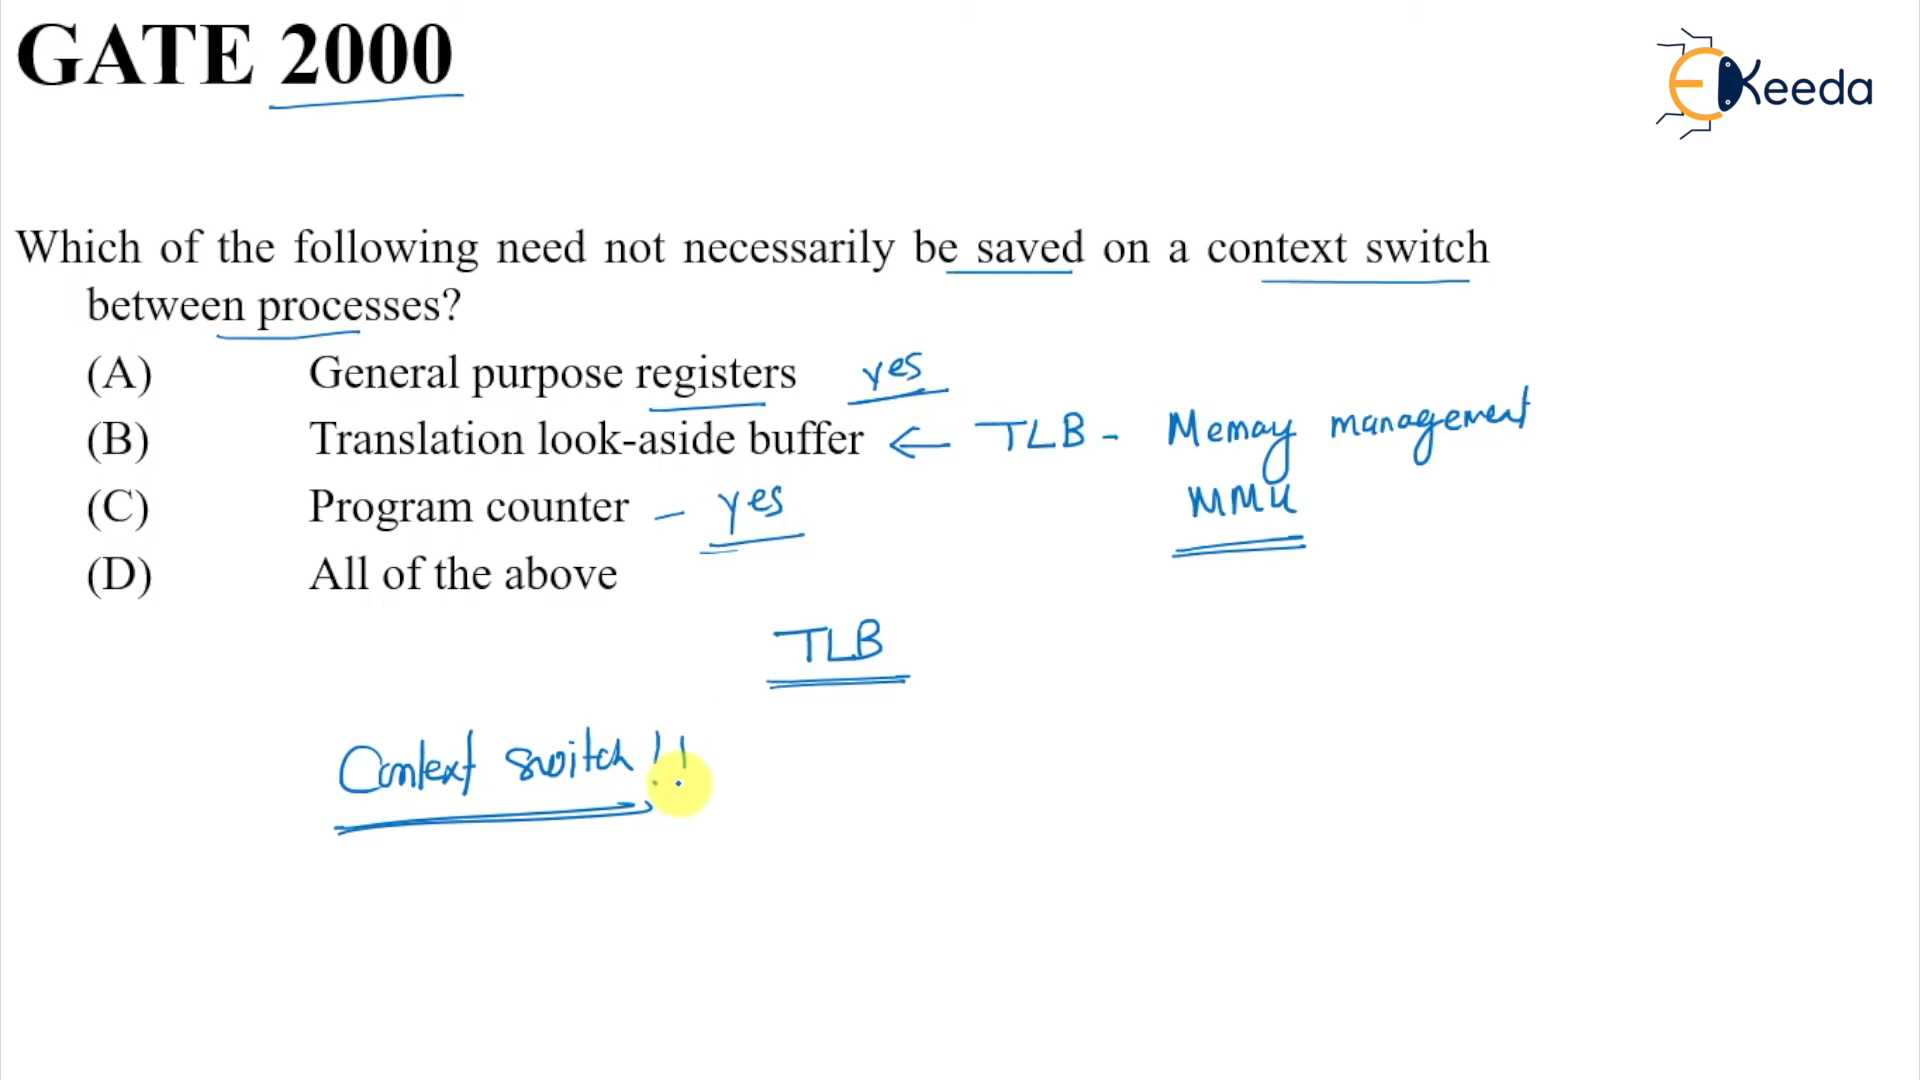 GATE 2000
EKeeda
Which of the following need not necessarily be saved on a context switch
between processes?
(A) General purpose registers yes
(B) Translation look-aside buffer ← TLB - Memory management
MMU
(C) Program counter - yes
(D) All of the above
TLB
Context switch !!